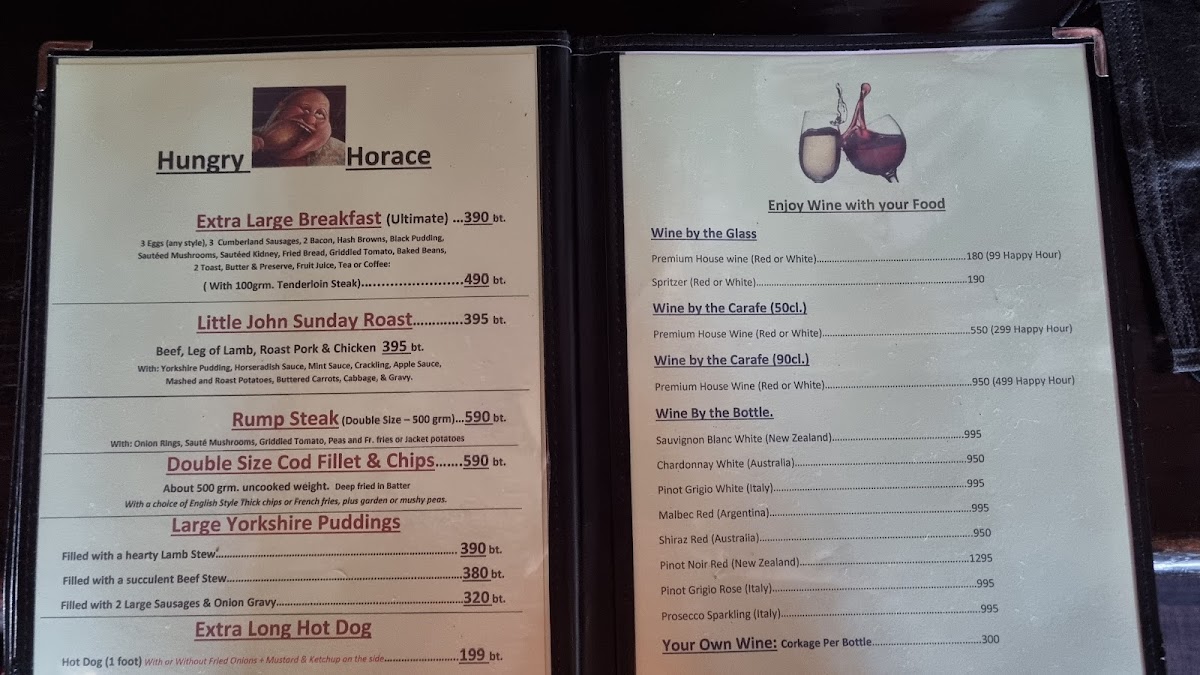 Hungry Horace
Extra Large Breakfast (Ultimate) ...390 bt.
3 Eggs (any style), 3 Cumberland Sausages, 2 Bacon, Hash Browns, Black Pudding,
Sautéed Mushrooms, Sautéed Kidney, Fried Bread, Griddled Tomato, Baked Beans,
2 Toast, Butter & Preserve, Fruit Juice, Tea or Coffee:
( With 100grm. Tenderloin Steak)........................490 bt.
Little John Sunday Roast............395 bt.
Beef, Leg of Lamb, Roast Pork & Chicken 395 bt.
With: Yorkshire Pudding, Horseradish Sauce, Mint Sauce, Crackling, Apple Sauce,
Mashed and Roast Potatoes, Buttered Carrots, Cabbage, & Gravy.
Rump Steak (Double Size – 500 grm)...590 bt.
With: Onion Rings, Sauté Mushrooms, Griddled Tomato, Peas and Fr. fries or Jacket potatoes
Double Size Cod Fillet & Chips.......590 bt.
About 500 grm. uncooked weight. Deep fried in Batter
With a choice of English Style Thick chips or French fries, plus garden or mushy peas.
Large Yorkshire Puddings
Filled with a hearty Lamb Stew........................ 390 bt.
Filled with a succulent Beef Stew........................380 bt.
Filled with 2 Large Sausages & Onion Gravy........................320 bt.
Extra Long Hot Dog
Hot Dog (1 foot) With or Without Fried Onions + Mustard & Ketchup on the side........................199 bt.
Enjoy Wine with your Food
Wine by the Glass
Premium House wine (Red or White)........................180 (99 Happy Hour)
Spritzer (Red or White)........................190
Wine by the Carafe (50cl.)
Premium House Wine (Red or White)........................550 (299 Happy Hour)
Wine by the Carafe (90cl.)
Premium House Wine (Red or White)........................950 (499 Happy Hour)
Wine By the Bottle.
Sauvignon Blanc White (New Zealand)........................995
Chardonnay White (Australia)........................950
Pinot Grigio White (Italy)........................995
Malbec Red (Argentina)........................995
Shiraz Red (Australia)........................950
Pinot Noir Red (New Zealand)........................1295
Pinot Grigio Rose (Italy)........................995
Prosecco Sparkling (Italy)........................995
Your Own Wine: Corkage Per Bottle........................300